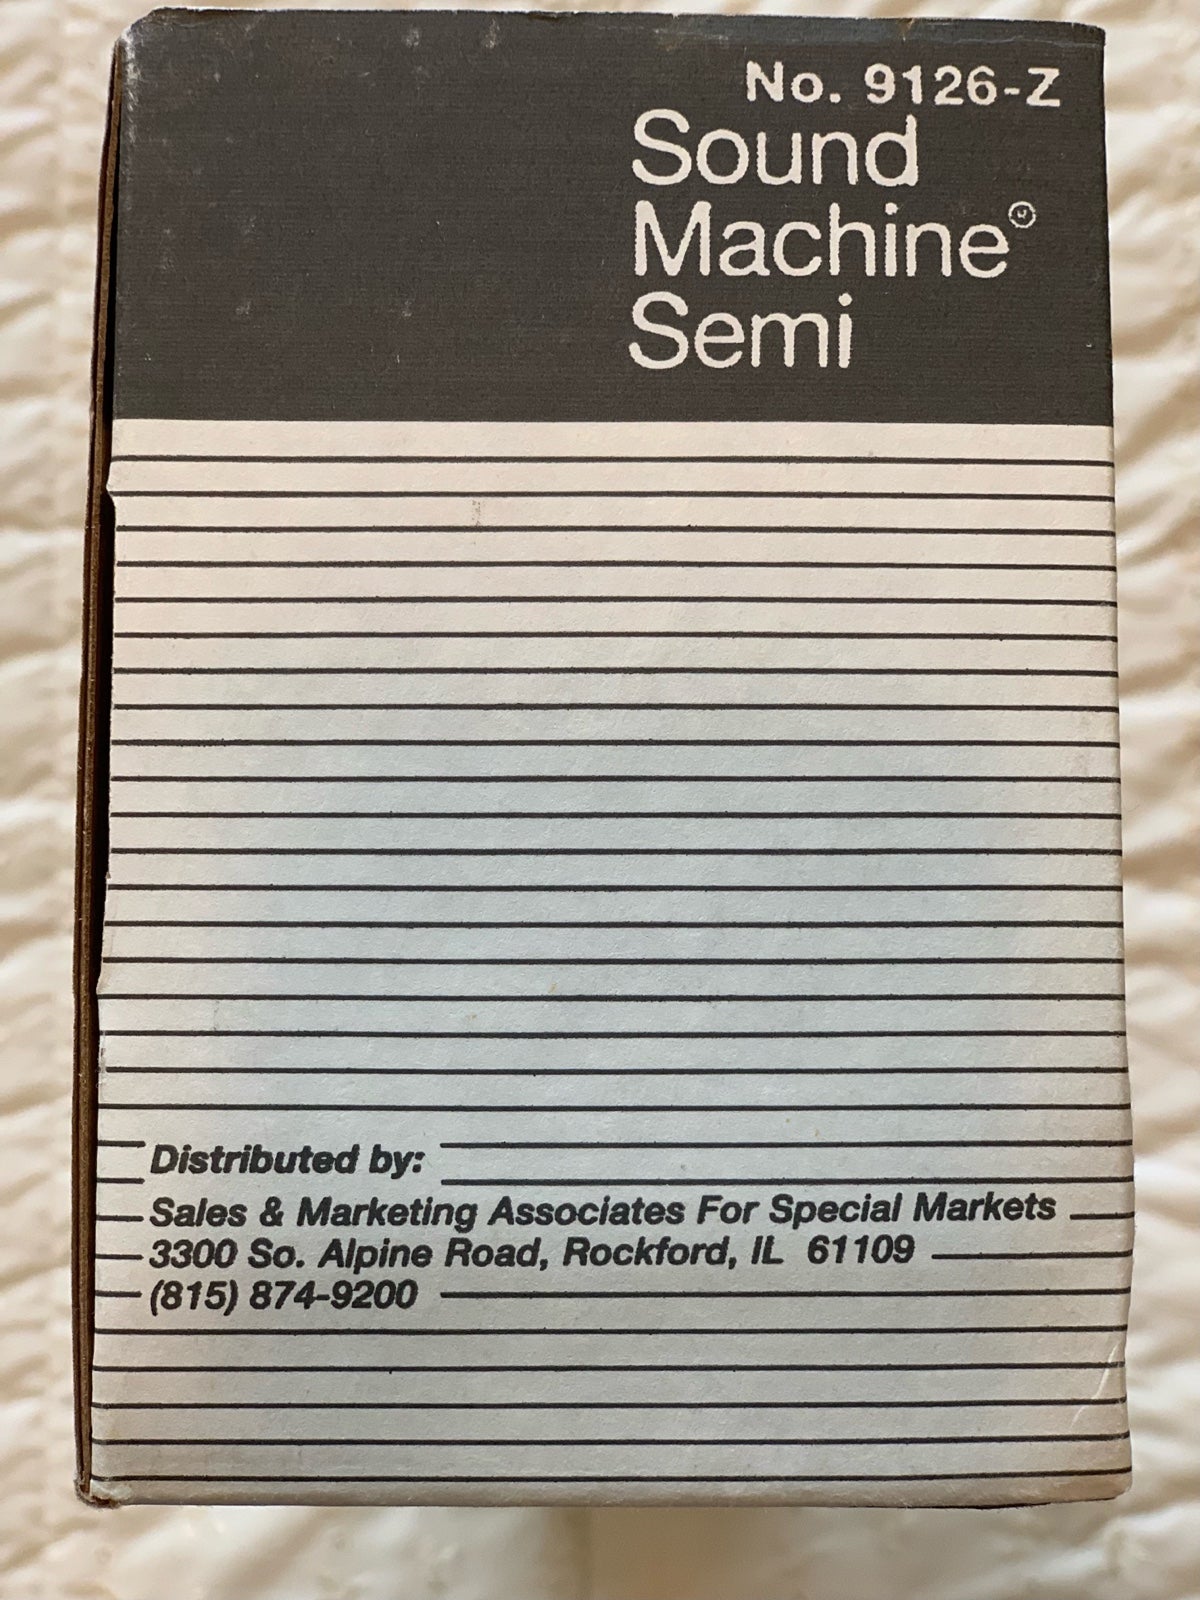 No. 9126-Z
Sound
Machine
Semi
Distributed by:
Sales & Marketing Associates For Special Markets
3300 So. Alpine Road, Rockford, IL 61109
(815) 874-9200